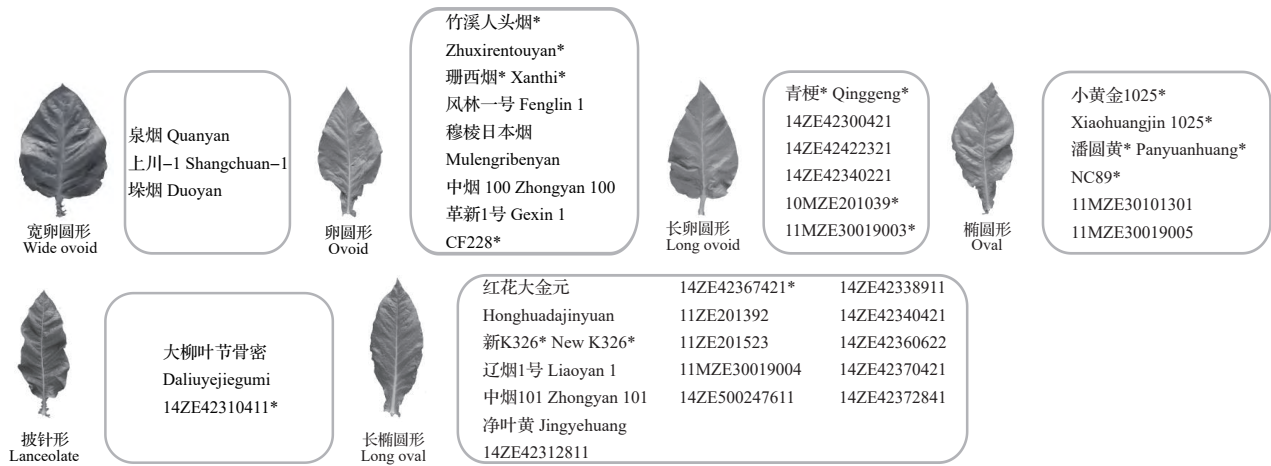 宽卵圆形
Wide ovoid
泉烟 Quanyan
上川−1 Shangchuan−1
垛烟 Duoyan
卵圆形
Ovoid
竹溪人头烟*
Zhuxirentouyan*
珊西烟* Xanthi*
风林一号 Fenglin 1
穆棱日本烟
Mulengribenyan
中烟 100 Zhongyan 100
革新1号 Gexin 1
CF228*
长卵圆形
Long ovoid
青梗* Qinggeng*
14ZE42300421
14ZE42422321
14ZE42340221
10MZE201039*
11MZE30019003*
椭圆形
Oval
小黄金1025*
Xiaohuangjin 1025*
潘圆黄* Panyuanhuang*
NC89*
11MZE30101301
11MZE30019005
披针形
Lanceolate
大柳叶节骨密
Daliuyejiegumi
14ZE42310411*
长椭圆形
Long oval
红花大金元
Honghuadajinyuan
新K326* New K326*
辽烟1号 Liaoyan 1
中烟101 Zhongyan 101
净叶黄 Jingyehuang
14ZE42312811
14ZE42367421*
11ZE201392
11ZE201523
11MZE30019004
14ZE500247611
14ZE42338911
14ZE42340421
14ZE42360622
14ZE42370421
14ZE42372841